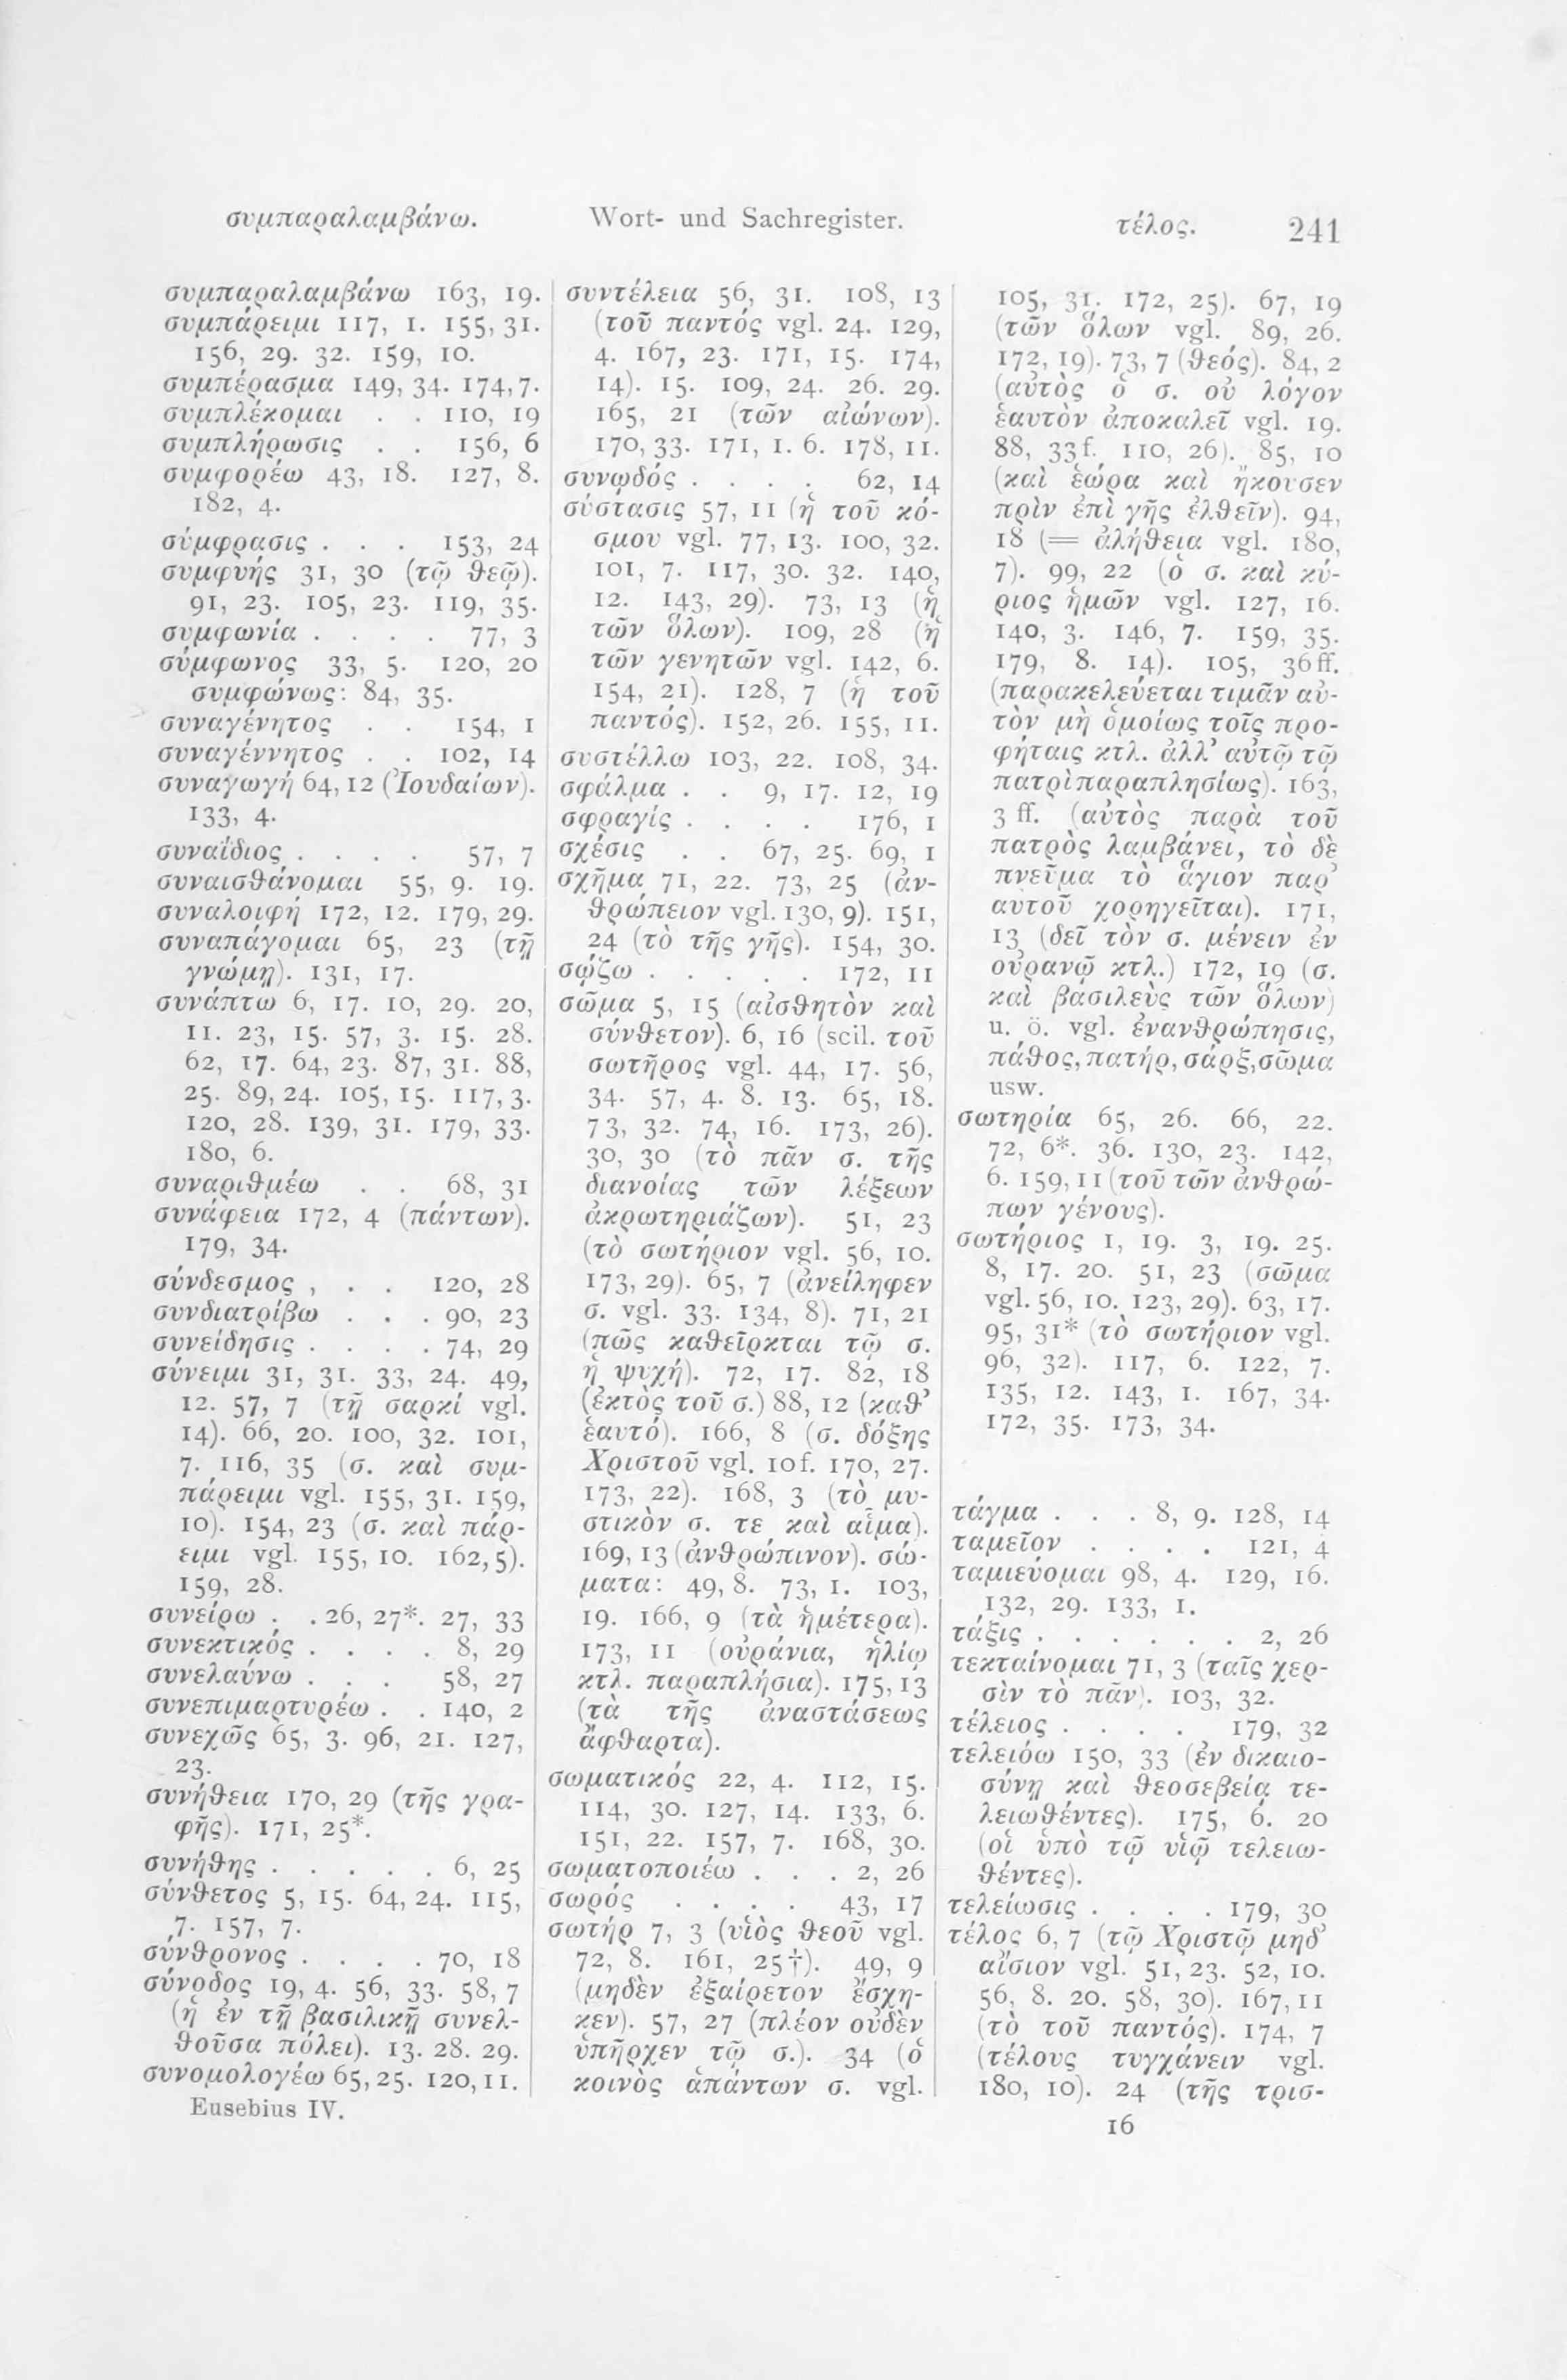 συμπαραλαμβάνω. Wort- und Sachregister. τέλος. 241
συμπαραλαμβάνω 163, 19.
συμπάρειμι 117, 1. 155, 31.
156, 29. 32. 159, 10.
συμπέρασμα 149, 34. 174, 7.
συμπλέκομαι . . 110, 19
συμπλήρωσις . . 156, 6
συμφορέω 43, 18. 127, 8.
182, 4.
σύμφρασις . . . 153, 24
συμφυής 31, 30 (τῷ θεῷ).
91, 23. 105, 23. 119, 35.
συμφωνία . . . . 77, 3
σύμφωνος 33, 5. 120, 20
συμφώνως: 84, 35.
συναγένητος . . 154, 1
συναγέννητος . . 102, 14
συναγωγή 64, 12 (Ἰουδαίων).
133, 4.
συναΐδιος . . . . 57, 7
συναισθάνομαι 55, 9. 19.
συναλοιφή 172, 12. 179, 29.
συναπάγομαι 65, 23 (τῇ
γνώμῃ). 131, 17.
συνάπτω 6, 17. 10, 29. 20,
11. 23, 15. 57, 3. 15. 28.
62, 17. 64, 23. 87, 31. 88,
25. 89, 24. 105, 15. 117, 3.
120, 28. 139, 31. 179, 33.
180, 6.
συναριθμέω . . 68, 31
συνάφεια 172, 4 (πάντων).
179, 34.
σύνδεσμος , . . 120, 28
συνδιατρίβω . . . 90, 23
συνείδησις . . . . 74, 29
σύνειμι 31, 31. 33, 24. 49,
12. 57, 7 (τῇ σαρκί vgl.
14). 66, 20. 100, 32. 101,
7. 116, 35 (σ. καὶ συμ-
πάρειμι vgl. 155, 31. 159,
10). 154, 23 (σ. καὶ πάρ-
ειμι vgl. 155, 10. 162, 5).
159, 28.
συνείρω . . 26, 27*. 27, 33
συνεκτικός . . . . 8, 29
συνελαύνω . . . 58, 27
συνεπιμαρτυρέω . . 140, 2
συνεχῶς 65, 3. 96, 21. 127,
23.
συνήθεια 170, 29 (τῆς γρα-
φῆς). 171, 25*.
συνήθης . . . . . 6, 25
σύνθετος 5, 15. 64, 24. 115,
7. 157, 7.
σύνθρονος . . . . 70, 18
σύνοδος 19, 4. 56, 33. 58, 7
(ἡ ἐν τῇ βασιλικῇ συνελ-
θοῦσα πόλει). 13. 28. 29.
συνομολογέω 65, 25. 120, 11.
Eusebius IV.
συντέλεια 56, 31. 108, 13
(τοῦ παντός vgl. 24. 129,
4. 167, 23. 171, 15. 174,
14). 15. 109, 24. 26. 29.
165, 21 (τῶν αἰώνων).
170, 33. 171, 1. 6. 178, 11.
συνῳδός . . . . 62, 14
σύστασις 57, 11 (ἡ τοῦ κό-
σμου vgl. 77, 13. 100, 32.
101, 7. 117, 30. 32. 140,
12. 143, 29). 73, 13 (ἡ
τῶν ὅλων). 109, 28 (ἡ
τῶν γενητῶν vgl. 142, 6.
154, 21). 128, 7 (ἡ τοῦ
παντός). 152, 26. 155, 11.
συστέλλω 103, 22. 108, 34.
σφάλμα . . 9, 17. 12, 19
σφραγίς . . . . 176, 1
σχέσις . . 67, 25. 69, 1
σχῆμα 71, 22. 73, 25 (ἀν-
θρώπειον vgl. 130, 9). 151,
24 (τὸ τῆς γῆς). 154, 30.
σῴζω . . . . . 172, 11
σῶμα 5, 15 (αἰσθητὸν καὶ
σύνθετον). 6, 16 (scil. τοῦ
σωτῆρος vgl. 44, 17. 56,
34. 57, 4. 8. 13. 65, 18.
73, 32. 74, 16. 173, 26).
30, 30 (τὸ πᾶν σ. τῆς
διανοίας τῶν λέξεων
ἀκρωτηριάζων). 51, 23
(τὸ σωτήριον vgl. 56, 10.
173, 29). 65, 7 (ἀνείληφεν
σ. vgl. 33. 134, 8). 71, 21
(πῶς καθεῖρκται τῷ σ.
ἡ ψυχή). 72, 17. 82, 18
(ἐκτὸς τοῦ σ.) 88, 12 (καθ’
ἑαυτό). 166, 8 (σ. δόξης
Χριστοῦ vgl. 10f. 170, 27.
173, 22). 168, 3 (τὸ μυ-
στικὸν σ. τε καὶ αἷμα).
169, 13 (ἀνθρώπινον). σώ-
ματα: 49, 8. 73, 1. 103,
19. 166, 9 (τὰ ἡμέτερα).
173, 11 (οὐράνια, ἡλίῳ
κτλ. παραπλήσια). 175, 13
(τὰ τῆς ἀναστάσεως
ἄφθαρτα).
σωματικός 22, 4. 112, 15.
114, 30. 127, 14. 133, 6.
151, 22. 157, 7. 168, 30.
σωματοποιέω . . . 2, 26
σωρός . . . . 43, 17
σωτήρ 7, 3 (υἱὸς θεοῦ vgl.
72, 8. 161, 25†). 49, 9
(μηδὲν ἐξαίρετον ἔσχη-
κεν). 57, 27 (πλέον οὐδὲν
ὑπῆρχεν τῷ σ.). 34 (ὁ
κοινὸς ἁπάντων σ. vgl.
105, 31. 172, 25). 67, 19
(τῶν ὅλων vgl. 89, 26.
172, 19). 73, 7 (θεός). 84, 2
(αὐτὸς ὁ σ. οὐ λόγον
ἑαυτὸν ἀποκαλεῖ vgl. 19.
88, 33f. 110, 26). 85, 10
(καὶ ἑώρα καὶ ἤκουσεν
πρὶν ἐπὶ γῆς ἐλθεῖν). 94,
18 (= ἀλήθεια vgl. 180,
7). 99, 22 (ὁ σ. καὶ κύ-
ριος ἡμῶν vgl. 127, 16.
140, 3. 146, 7. 159, 35.
179, 8. 14). 105, 36ff.
(παρακελεύεται τιμᾶν αὐ-
τὸν μὴ ὁμοίως τοῖς προ-
φήταις κτλ. ἀλλ’ αὐτῷ τῷ
πατρὶ παραπλησίως). 163,
3 ff. (αὐτὸς παρὰ τοῦ
πατρὸς λαμβάνει, τὸ δὲ
πνεῦμα τὸ ἅγιον παρ’
αυτοῦ χορηγεῖται). 171,
13 (δεῖ τὸν σ. μένειν ἐν
οὐρανῷ κτλ.) 172, 19 (σ.
καὶ βασιλεὺς τῶν ὅλων)
u. ö. vgl. ἐνανθρώπησις,
πάθος, πατήρ, σάρξ, σῶμα
usw.
σωτηρία 65, 26. 66, 22.
72, 6*. 36. 130, 23. 142,
6. 159, 11 (τοῦ τῶν ἀνθρώ-
πων γένους).
σωτήριος 1, 19. 3, 19. 25.
8, 17. 20. 51, 23 (σῶμα
vgl. 56, 10. 123, 29). 63, 17.
95, 31* (τὸ σωτήριον vgl.
96, 32). 117, 6. 122, 7.
135, 12. 143, 1. 167, 34.
172, 35. 173, 34.
τάγμα . . . 8, 9. 128, 14
ταμεῖον . . . . 121, 4
ταμιεύομαι 98, 4. 129, 16.
132, 29. 133, 1.
τάξις . . . . . . 2, 26
τεκταίνομαι 71, 3 (ταῖς χερ-
σὶν τὸ πᾶν). 103, 32.
τέλειος . . . . 179, 32
τελειόω 150, 33 (ἐν δικαιο-
σύνῃ καὶ θεοσεβείᾳ τε-
λειωθέντες). 175, 6. 20
(οἱ ὑπὸ τῷ υἱῷ τελειω-
θέντες).
τελείωσις . . . . 179, 30
τέλος 6, 7 (τῷ Χριστῷ μηδ’
αἴσιον vgl. 51, 23. 52, 10.
56, 8. 20. 58, 30). 167, 11
(τὸ τοῦ παντός). 174, 7
(τέλους τυγχάνειν vgl.
180, 10). 24 (τῆς τρισ-
16